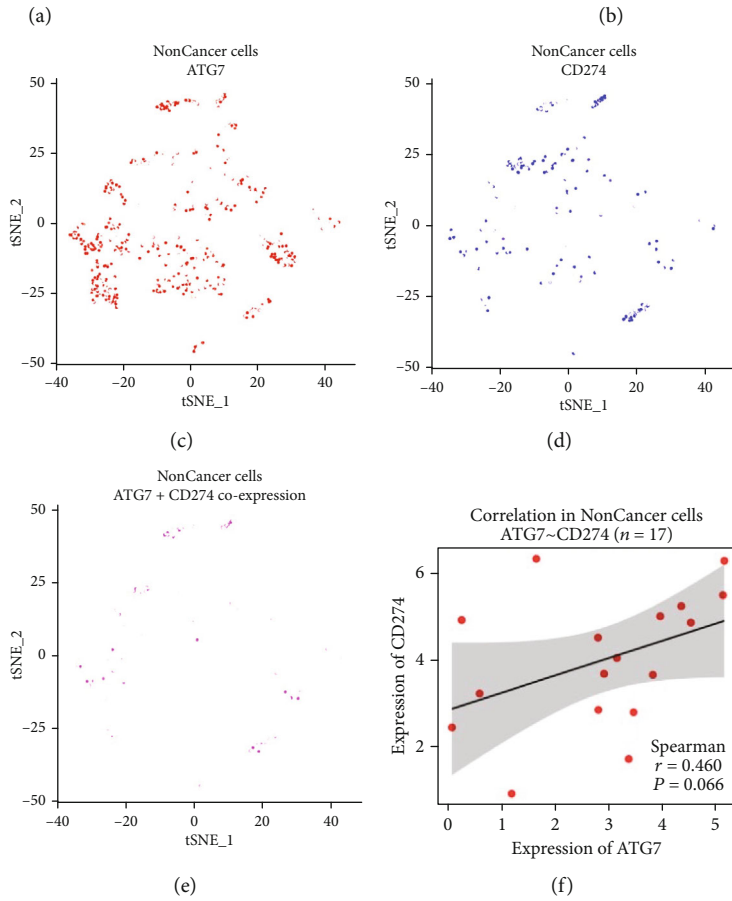 (a)
(b)
NonCancer cells
ATG7
50
25
0
−25
−50
tSNE_2
−40
−20
0
20
40
tSNE_1
(c)
NonCancer cells
CD274
50
25
0
−25
−50
tSNE_2
−40
−20
0
20
40
tSNE_1
(d)
NonCancer cells
ATG7 + CD274 co-expression
50
25
0
−25
−50
tSNE_2
−40
−20
0
20
40
tSNE_1
(e)
Correlation in NonCancer cells
ATG7~CD274 (n = 17)
6
4
2
Expression of CD274
Spearman
r = 0.460
P = 0.066
0
1
2
3
4
5
Expression of ATG7
(f)